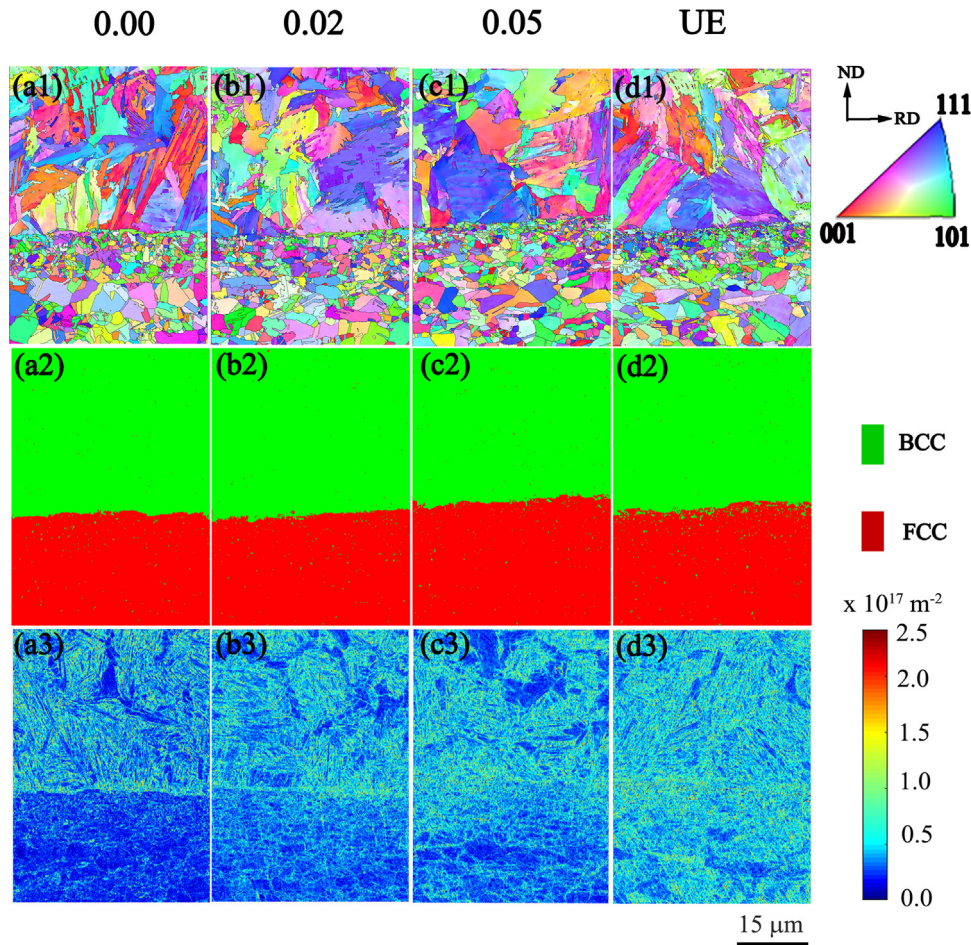 0.00 0.02 0.05 UE
(a1) (b1) (c1) (d1)
ND
RD
111
001 101
(a2) (b2) (c2) (d2)
BCC
FCC
x 10¹⁷ m⁻²
(a3) (b3) (c3) (d3)
2.5
2.0
1.5
1.0
0.5
0.0
15 μm